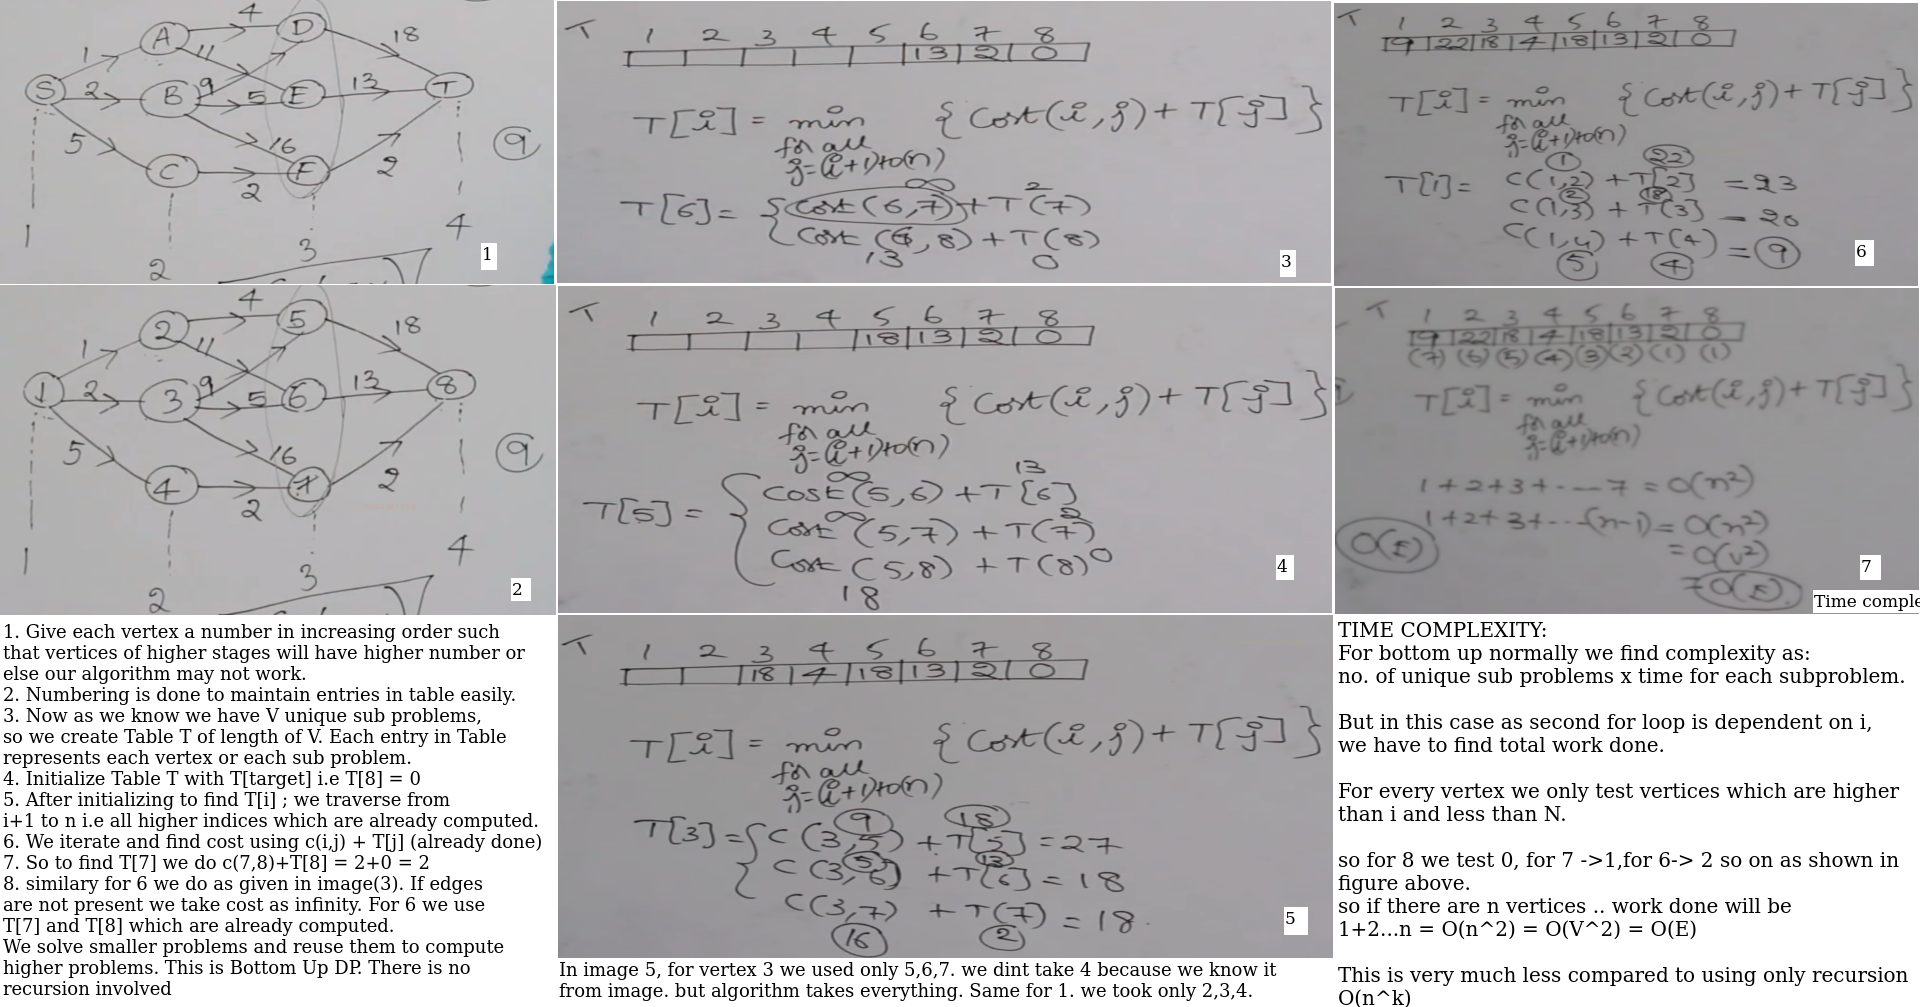 4
18
A
D
1
11
S
2
B
9
5
E
13
T
9
5
16
C
F
2
2
1
2
3
4
1
4
18
2
5
1
11
1
2
3
9
5
6
13
8
9
5
16
4
7
2
2
1
2
3
4
2
1. Give each vertex a number in increasing order such
that vertices of higher stages will have higher number or
else our algorithm may not work.
2. Numbering is done to maintain entries in table easily.
3. Now as we know we have V unique sub problems,
so we create Table T of length of V. Each entry in Table
represents each vertex or each sub problem.
4. Initialize Table T with T[target] i.e T[8] = 0
5. After initializing to find T[i] ; we traverse from
i+1 to n i.e all higher indices which are already computed.
6. We iterate and find cost using c(i,j) + T[j] (already done)
7. So to find T[7] we do c(7,8)+T[8] = 2+0 = 2
8. similary for 6 we do as given in image(3). If edges
are not present we take cost as infinity. For 6 we use
T[7] and T[8] which are already computed.
We solve smaller problems and reuse them to compute
higher problems. This is Bottom Up DP. There is no
recursion involved
T 1 2 3 4 5 6 7 8
13 2 0
T[i] = min {Cost(i,j) + T[j]}
for all
j=(i+1)to(n)
∞ 2
T[6] = {Cost(6,7) + T(7)
Cost (6,8) + T(8)
13 0
3
T 1 2 3 4 5 6 7 8
18 13 2 0
T[i] = min {Cost(i,j) + T[j]}
for all
j=(i+1)to(n)
∞ 13
Cost(5,6) + T[6]
T[5] = { ∞ 2
Cost (5,7) + T(7)
Cost (5,8) + T(8) 0
18
4
T 1 2 3 4 5 6 7 8
18 4 18 13 2 0
T[i] = min {Cost(i,j) + T[j]}
for all
j=(i+1)to(n)
9 18
T[3] = { C(3,5) + T[5] = 27
5 13
C(3,6) + T[6] = 18
C(3,7) + T(7) = 18
16 2
5
In image 5, for vertex 3 we used only 5,6,7. we dint take 4 because we know it
from image. but algorithm takes everything. Same for 1. we took only 2,3,4.
T 1 2 3 4 5 6 7 8
9 22 18 4 18 13 2 0
T[i] = min {Cost(i,j) + T[j]}
for all
j=(i+1)to(n)
1 22
T[1] = C(1,2) + T[2] = 23
2 18
C(1,3) + T(3) = 20
C(1,4) + T(4) = 9
5 4
6
T 1 2 3 4 5 6 7 8
9 22 18 4 18 13 2 0
(7) (6) (5) (4) (3) (2) (1) (1)
T[i] = min {Cost(i,j) + T[j]}
for all
j=(i+1)to(n)
1+2+3+-----7 = O(n²)
1+2+3+---(n-1) = O(n²)
O(E) = O(V²)
= O(E)
7
Time comple
TIME COMPLEXITY:
For bottom up normally we find complexity as:
no. of unique sub problems x time for each subproblem.
But in this case as second for loop is dependent on i,
we have to find total work done.
For every vertex we only test vertices which are higher
than i and less than N.
so for 8 we test 0, for 7 ->1,for 6-> 2 so on as shown in
figure above.
so if there are n vertices .. work done will be
1+2...n = O(n^2) = O(V^2) = O(E)
This is very much less compared to using only recursion
O(n^k)